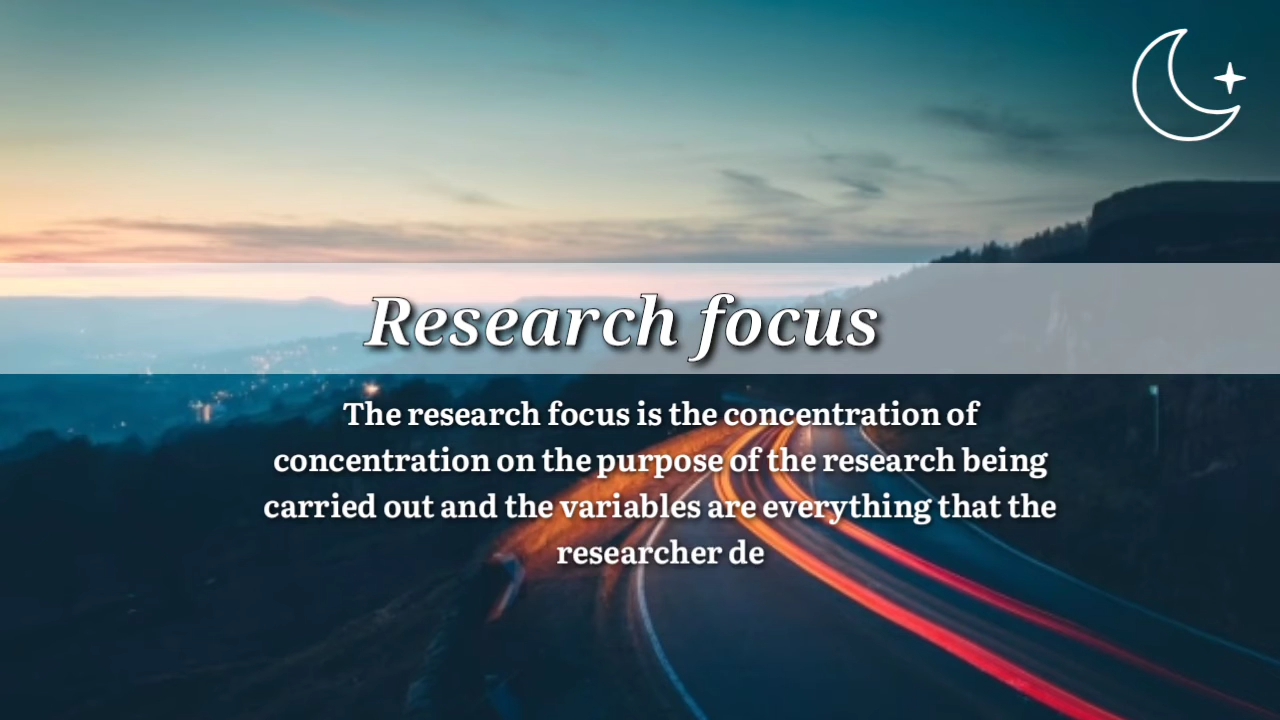 Research focus
The research focus is the concentration of
concentration on the purpose of the research being
carried out and the variables are everything that the
researcher de